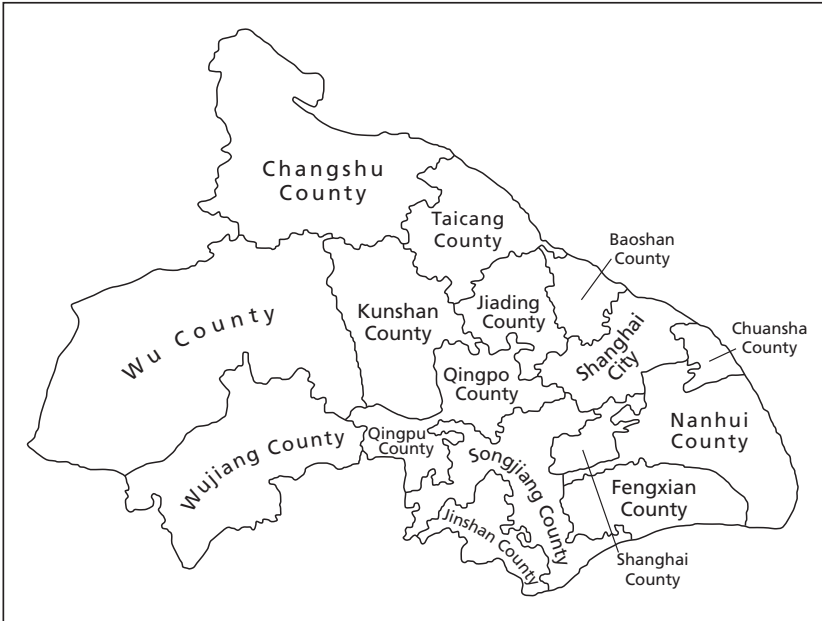 Changshu
County
Taicang
County
Baoshan
County
Wu County
Kunshan
County
Jiading
County
Shanghai
City
Chuansha
County
Qingpo
County
Wujiang County
Qingpu
County
Songjiang County
Nanhui
County
Fengxian
County
Jinshan County
Shanghai
County